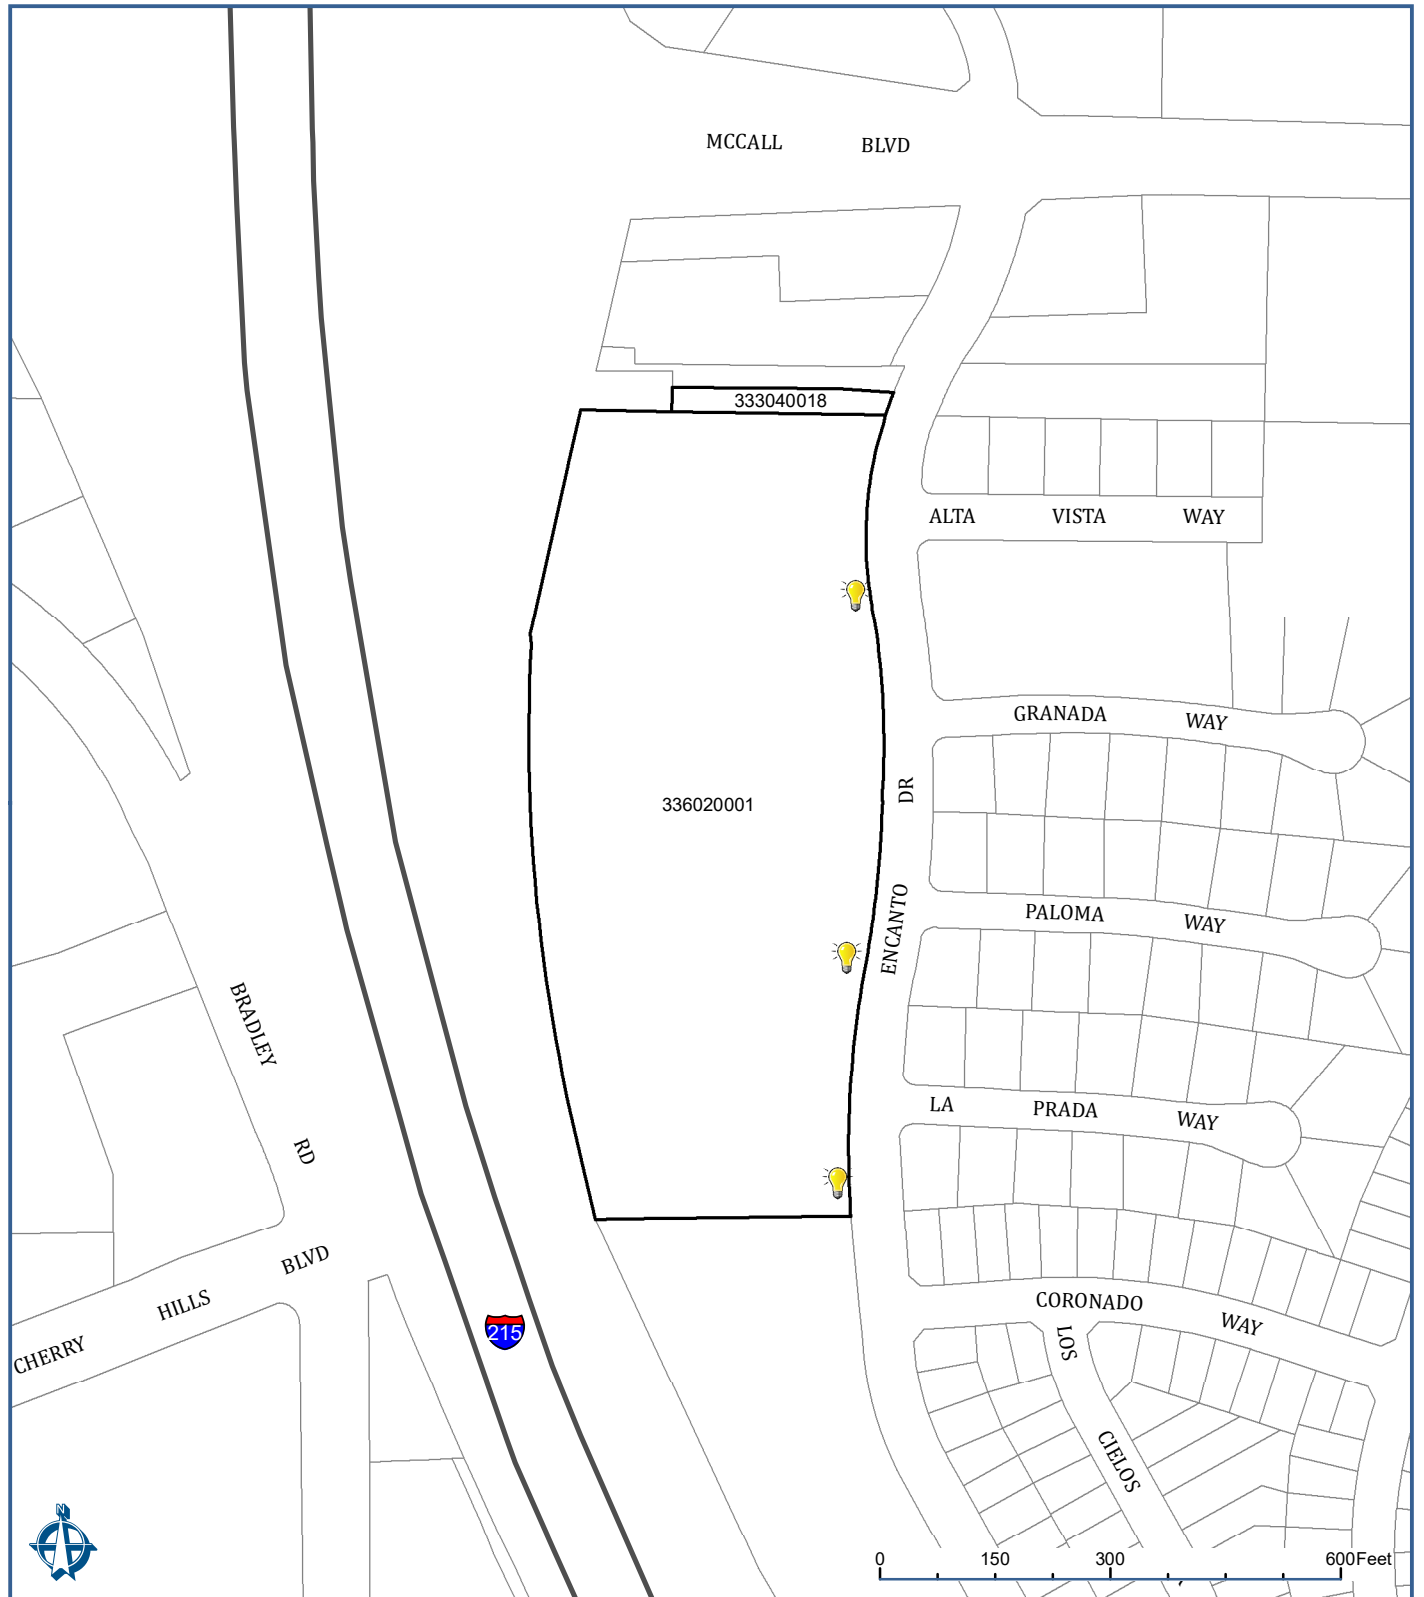 MCCALL BLVD
333040018
ALTA VISTA WAY
GRANADA WAY
DR
336020001
ENCANTO
PALOMA WAY
BRADLEY
LA PRADA WAY
RD
BLVD
HILLS
CHERRY
215
CORONADO WAY
LOS
CIELOS
N
0 150 300 600Feet